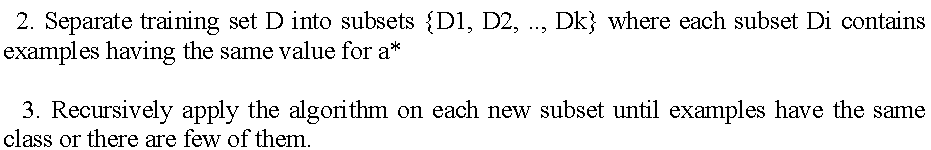 2. Separate training set D into subsets {D1, D2, .., Dk} where each subset Di contains
examples having the same value for a*
3. Recursively apply the algorithm on each new subset until examples have the same
class or there are few of them.